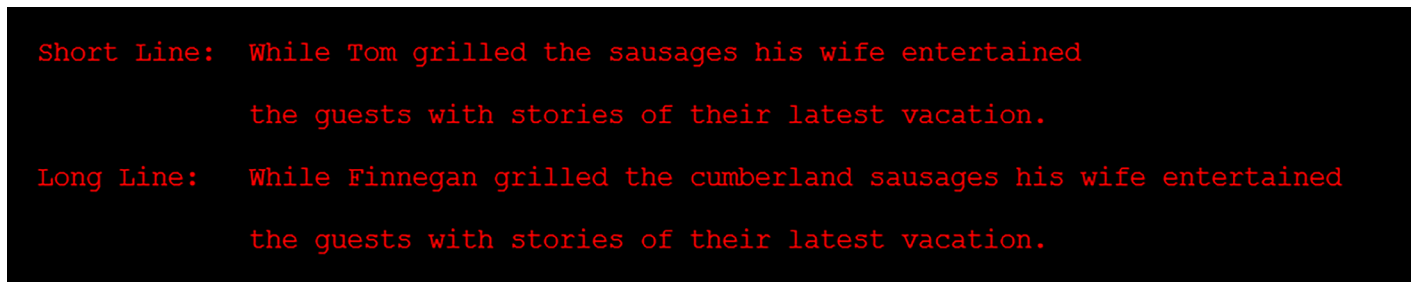 Short Line:  While Tom grilled the sausages his wife entertained
the guests with stories of their latest vacation.
Long Line:   While Finnegan grilled the cumberland sausages his wife entertained
the guests with stories of their latest vacation.